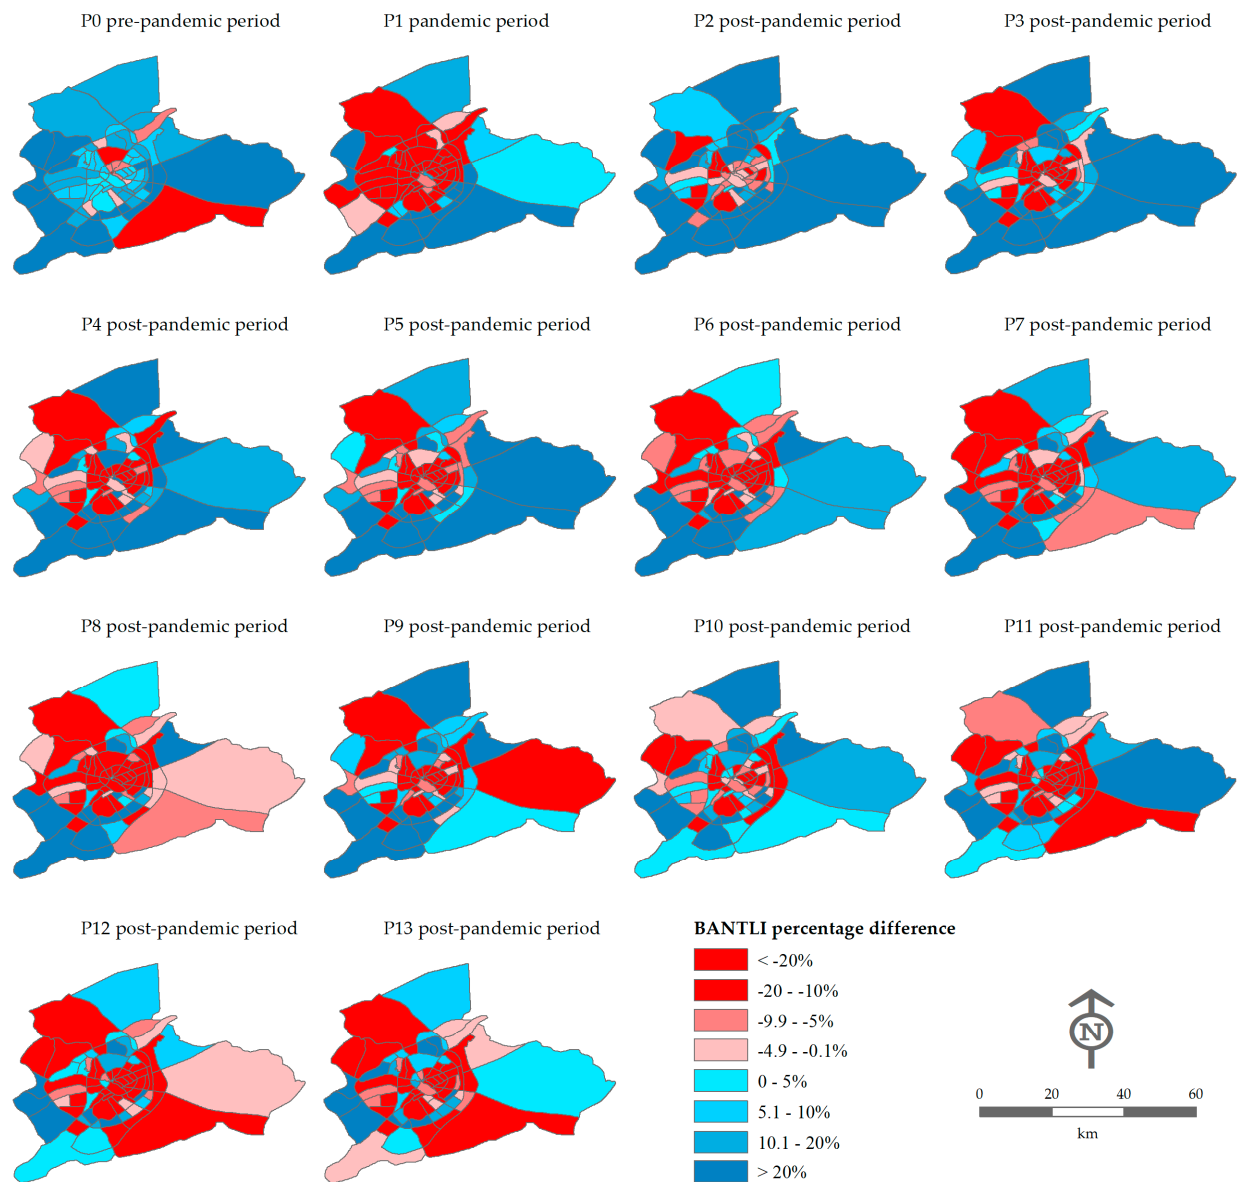 P0 pre-pandemic period
P1 pandemic period
P2 post-pandemic period
P3 post-pandemic period
P4 post-pandemic period
P5 post-pandemic period
P6 post-pandemic period
P7 post-pandemic period
P8 post-pandemic period
P9 post-pandemic period
P10 post-pandemic period
P11 post-pandemic period
P12 post-pandemic period
P13 post-pandemic period
BANTLI percentage difference
< -20%
-20 - -10%
-9.9 - -5%
-4.9 - -0.1%
0 - 5%
5.1 - 10%
10.1 - 20%
> 20%
N
0 20 40 60
km